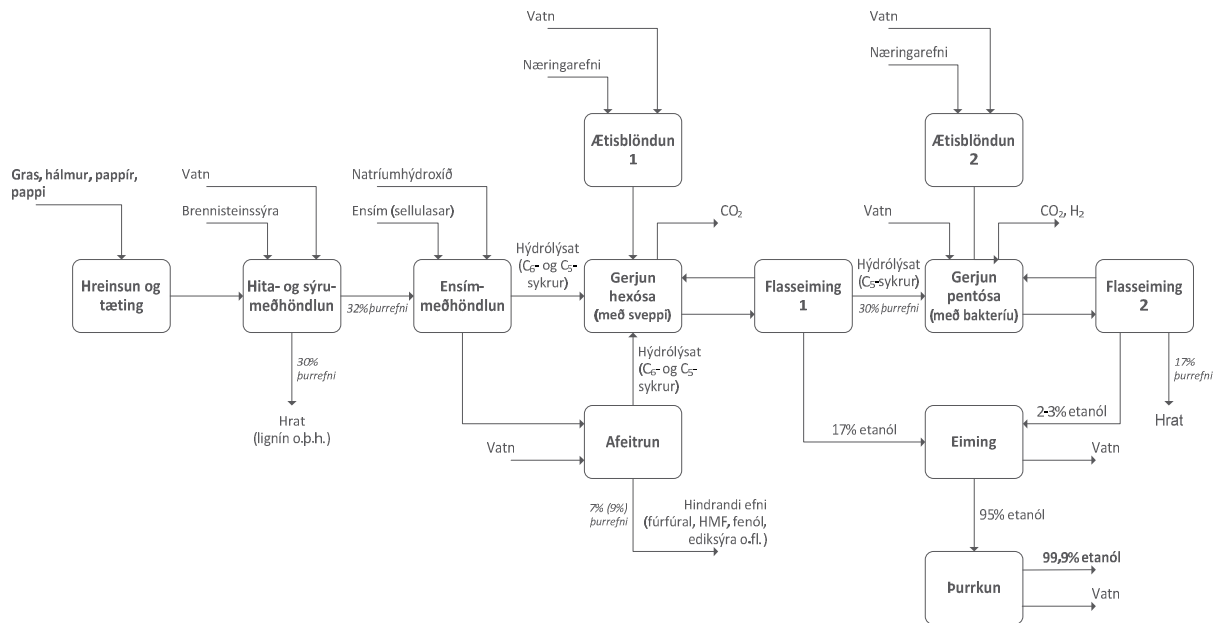 Vatn
Næringarefni
Ætisblöndun
1
Vatn
Næringarefni
Ætisblöndun
2
Gras, hálmur, pappír,
pappi
Vatn
Brennisteinssýra
Natríumhýdroxíð
Ensím (sellulasar)
CO₂
Vatn
CO₂, H₂
Hreinsun og
tæting
Hita- og sýru-
meðhöndlun
32% þurrefni
Ensím-
meðhöndlun
Hýdrólýsat
(C₆- og C₅-
sykrur)
Gerjun
hexósa
(með sveppi)
Flasseiming
1
Hýdrólýsat
(C₅-sykrur)
30% þurrefni
Gerjun
pentósa
(með bakteríu)
Flasseiming
2
30%
þurrefni
Hrat
(lignín o.þ.h.)
Hýdrólýsat
(C₆- og C₅-
sykrur)
17%
þurrefni
Hrat
Vatn
Afeitrun
17% etanól
2-3% etanól
Eiming
Vatn
7% (9%)
þurrefni
Hindrandi efni
(fúrfúral, HMF, fenól,
ediksýra o.fl.)
95% etanól
Þurrkun
99,9% etanól
Vatn